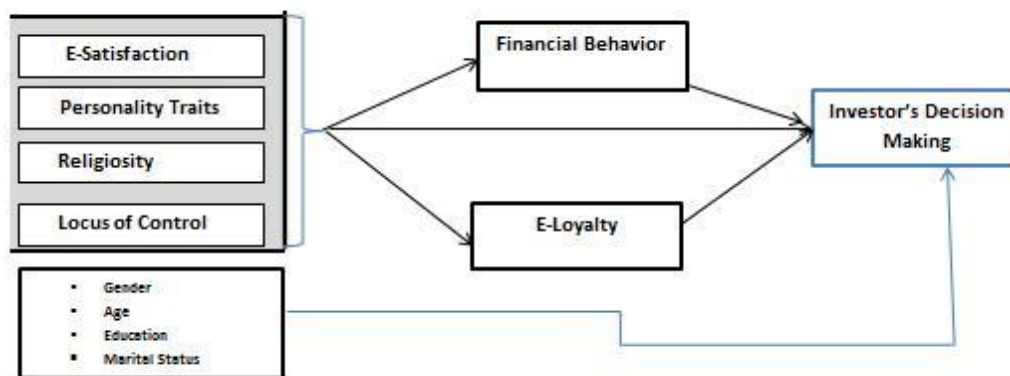 E-Satisfaction
Personality Traits
Religiosity
Locus of Control
Financial Behavior
E-Loyalty
Investor's Decision
Making
▪ Gender
▪ Age
▪ Education
▪ Marital Status